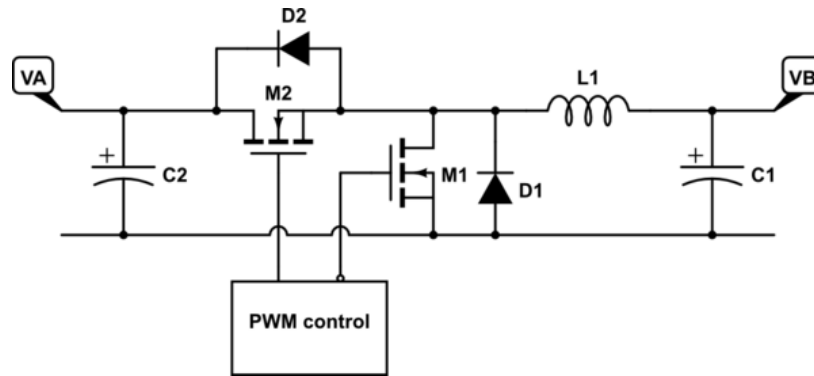 D2
VA
M2
L1
VB
+
C2
M1
D1
+
C1
PWM control